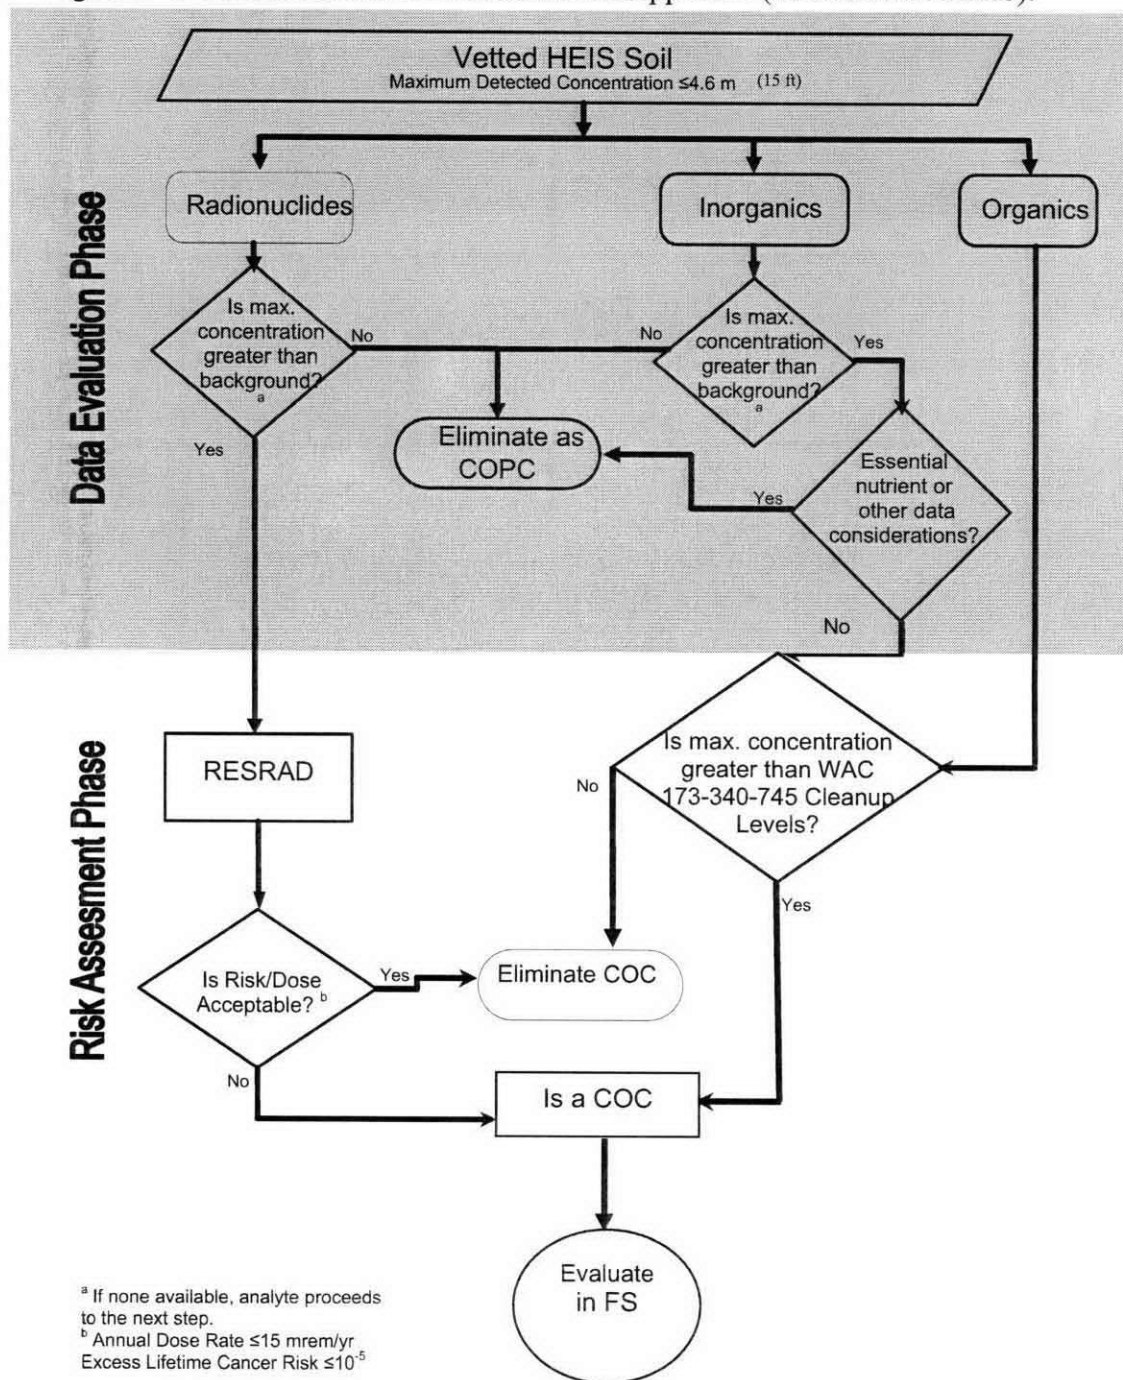 Vetted HEIS Soil
Maximum Detected Concentration ≤4.6 m (15 ft)
Data Evaluation Phase
Radionuclides
Inorganics
Organics
Is max.
concentration
greater than
background?
a
No
Yes
No
Is max.
concentration
greater than
background?
a
Yes
Eliminate as
COPC
Essential
nutrient or
other data
considerations?
Yes
No
Risk Assesment Phase
RESRAD
Is max. concentration
greater than WAC
173-340-745 Cleanup
Levels?
No
Yes
Is Risk/Dose
Acceptable? b
Yes
No
Eliminate COC
Is a COC
Evaluate
in FS
a If none available, analyte proceeds
to the next step.
b Annual Dose Rate ≤15 mrem/yr
Excess Lifetime Cancer Risk ≤10-5